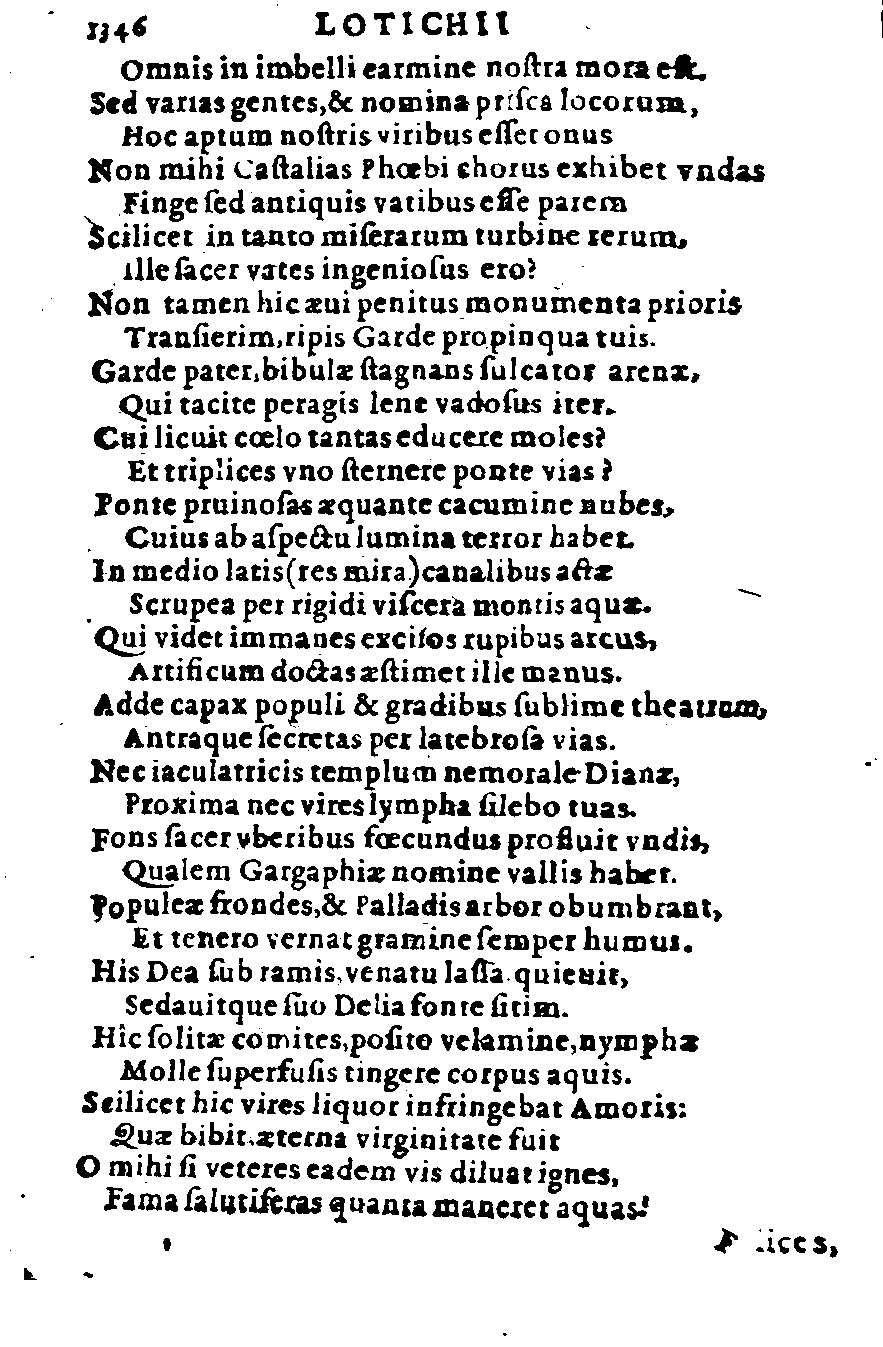 1346 LOTICHII
Omnis in imbelli earmine noſtra mora eſt.
Sed varias gentes,& nomina priſca locorum,
Hoc aptum noſtris viribus eſſet onus
Non mihi Caſtalias Phœbi chorus exhibet vndas
Finge ſed antiquis vatibus eſſe parem
Scilicet in tanto miſerarum turbine rerum,
Ille ſacer vates ingenioſus ero?
Non tamen hic æui penitus monumenta prioris
Tranſierim, ripis Garde propinqua tuis.
Garde pater, bibulæ ſtagnans ſulcator arenæ,
Qui tacite peragis lene vadoſus iter.
Cui licuit cœlo tantas educere moles?
Et triplices vno ſternere ponte vias?
Ponte pruinoſas æquante cacumine nubes,
Cuius ab aſpectu lumina terror habet.
In medio latis (res mira) canalibus actæ
Scrupea per rigidi viſcera montis aquæ.
Qui videt immanes exciſos rupibus arcus,
Artificum doctas æſtimet ille manus.
Adde capax populi & gradibus ſublime theatrum,
Antraque ſecretas per latebroſa vias.
Nec iaculatricis templum nemorale Dianæ,
Proxima nec vires lympha ſilebo tuas.
Fons ſacer vberibus fœcundus profluit vndis,
Qualem Gargaphiæ nomine vallis habet.
Populeæ frondes,& Palladis arbor obumbrant,
Et tenero vernat gramine ſemper humus.
His Dea ſub ramis, venatu laſſa quieuit,
Sedauitque ſuo Delia fonte ſitim.
Hîc ſolitæ comites, poſito velamine, nymphæ
Molle ſuperfuſis tingere corpus aquis.
Scilicet hic vires liquor infringebat Amoris:
Quæ bibit, æterna virginitate fuit
O mihi ſi veteres eadem vis diluat ignes,
Fama ſalutiferas quanta maneret aquas!